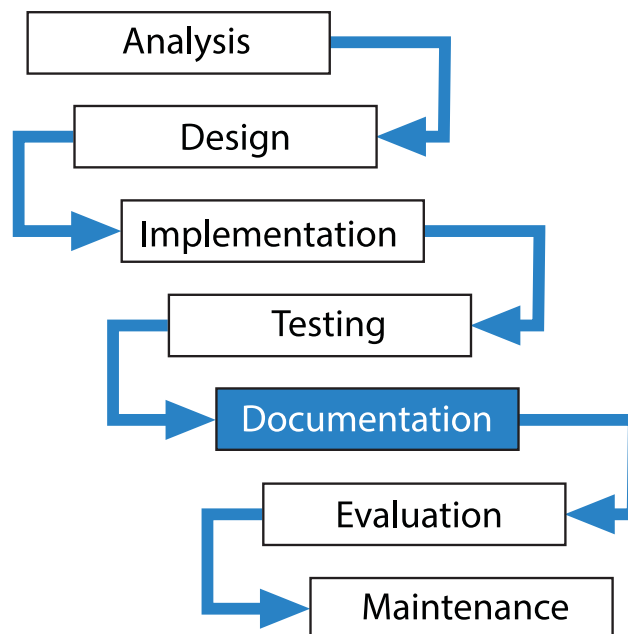 Analysis
Design
Implementation
Testing
Documentation
Evaluation
Maintenance